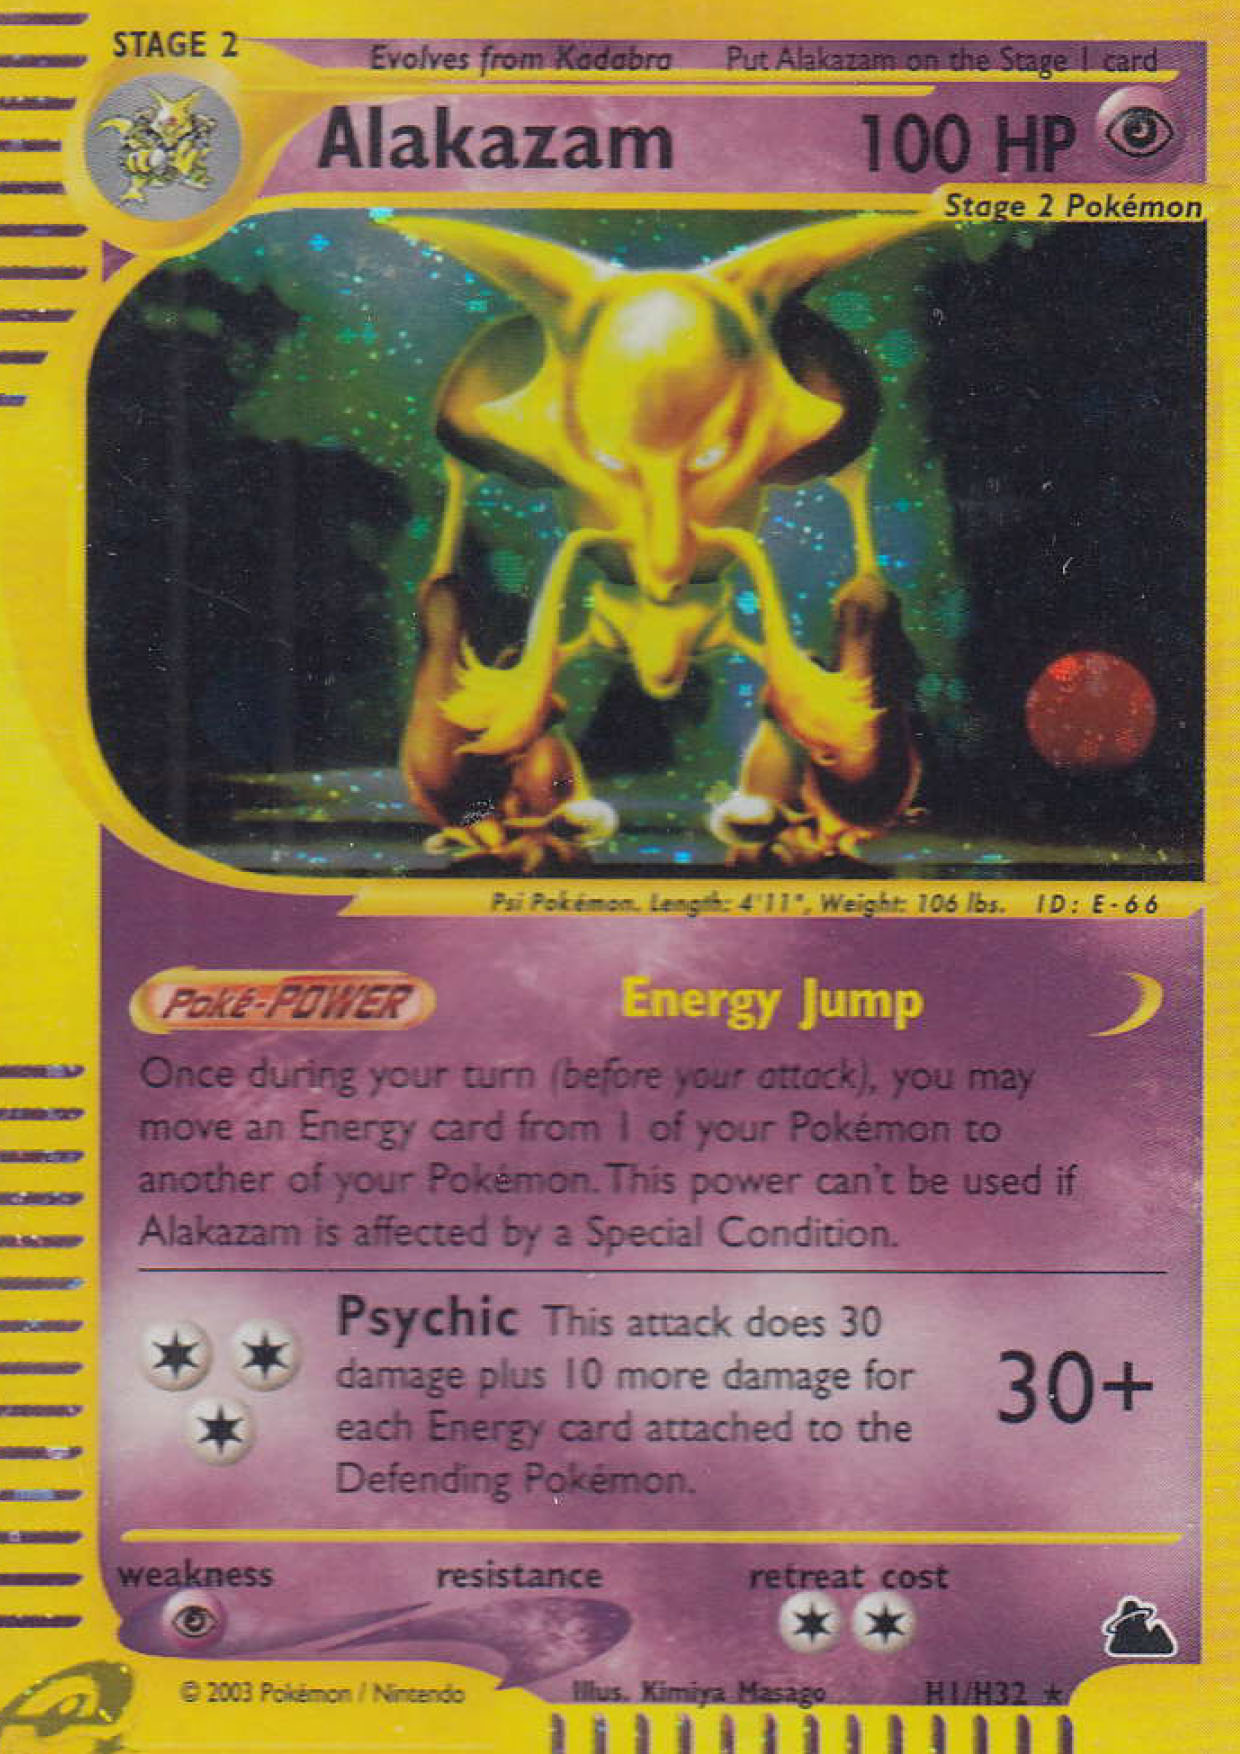 STAGE 2
Evolves from Kadabra Put Alakazam on the Stage 1 card
Alakazam 100 HP
Stage 2 Pokémon
Psi Pokémon. Length: 4'11", Weight: 106 lbs. ID: E-66
Poké-POWER Energy Jump
Once during your turn (before your attack), you may
move an Energy card from 1 of your Pokémon to
another of your Pokémon. This power can't be used if
Alakazam is affected by a Special Condition.
Psychic This attack does 30
damage plus 10 more damage for
each Energy card attached to the
Defending Pokémon.
30+
weakness resistance retreat cost
© 2003 Pokémon / Nintendo Illus. Kimiya Masago H1/H32 ★